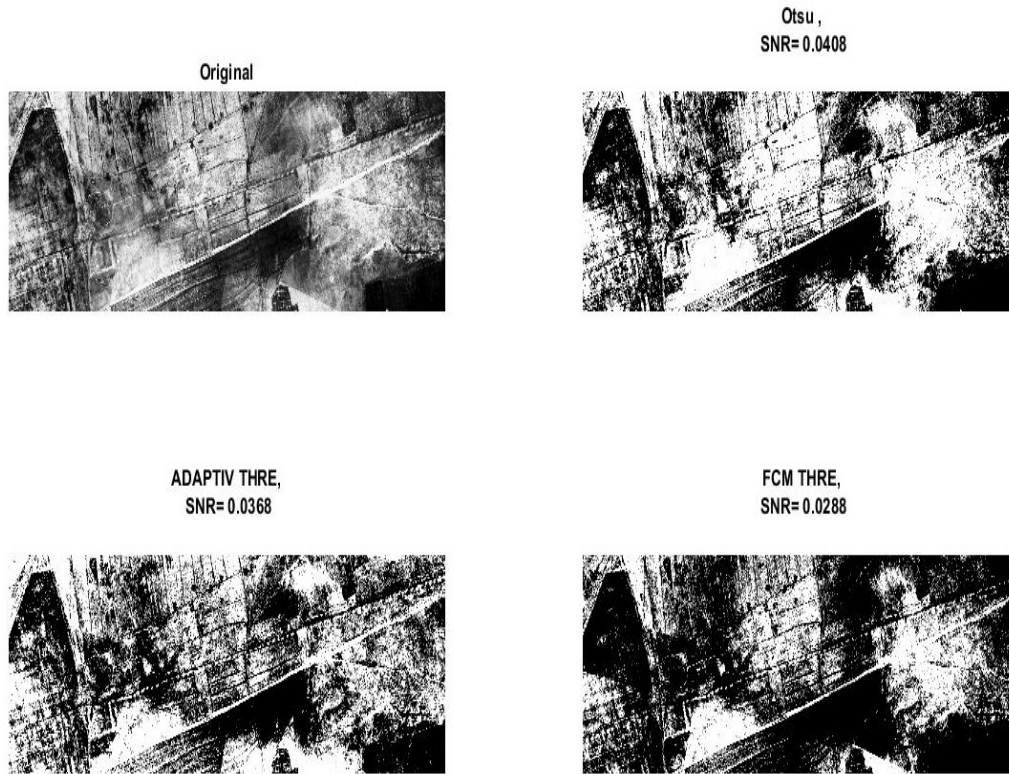 Original
Otsu ,
SNR= 0.0408
ADAPTIV THRE,
SNR= 0.0368
FCM THRE,
SNR= 0.0288